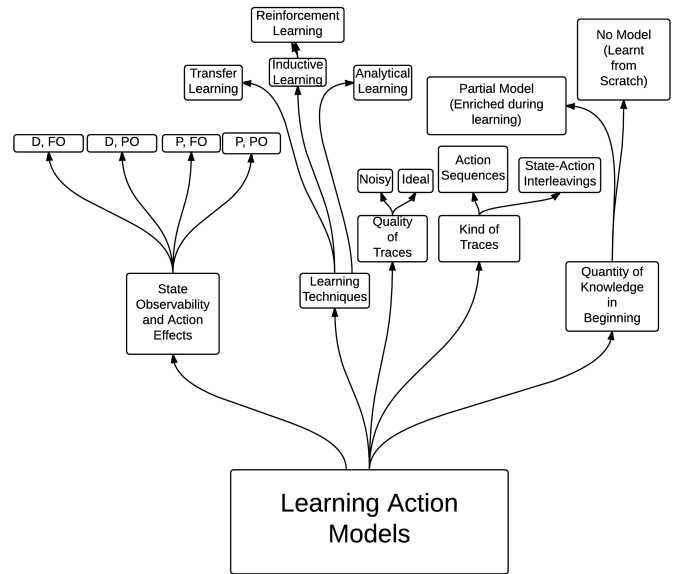 Reinforcement
Learning
No Model
(Learnt
from
Scratch)
Transfer
Learning
Inductive
Learning
Analytical
Learning
Partial Model
(Enriched during
learning)
D, FO
D, PO
P, FO
P, PO
Noisy
Ideal
Action
Sequences
State-Action
Interleavings
Quality
of
Traces
Kind of
Traces
State
Observability
and Action
Effects
Learning
Techniques
Quantity of
Knowledge
in
Beginning
Learning Action
Models